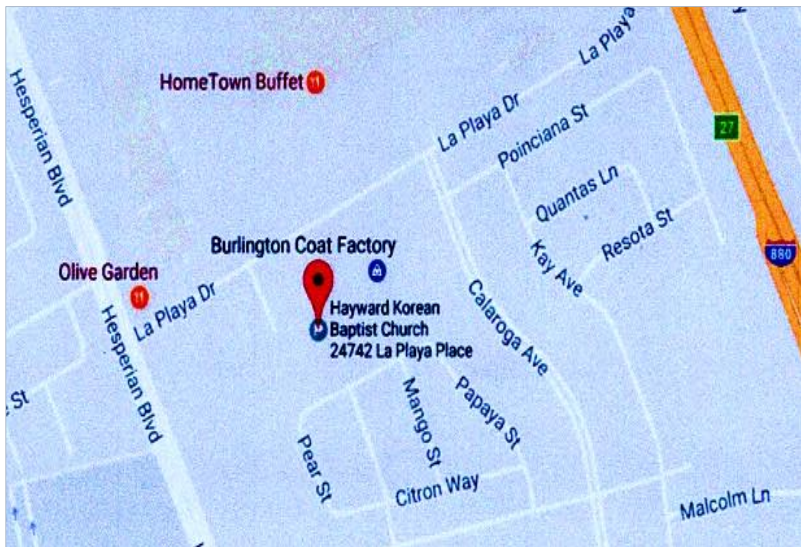 La Playa
Hesperian Blvd
HomeTown Buffet
La Playa Dr
Poinciana St
27
Quantas Ln
Resota St
Kay Ave
880
Burlington Coat Factory
Olive Garden
La Playa Dr
Hayward Korean
Baptist Church
24742 La Playa Place
Calaroga Ave
Hesperian Blvd
Papaya St
Mango St
Pear St
St
Citron Way
Malcolm Ln